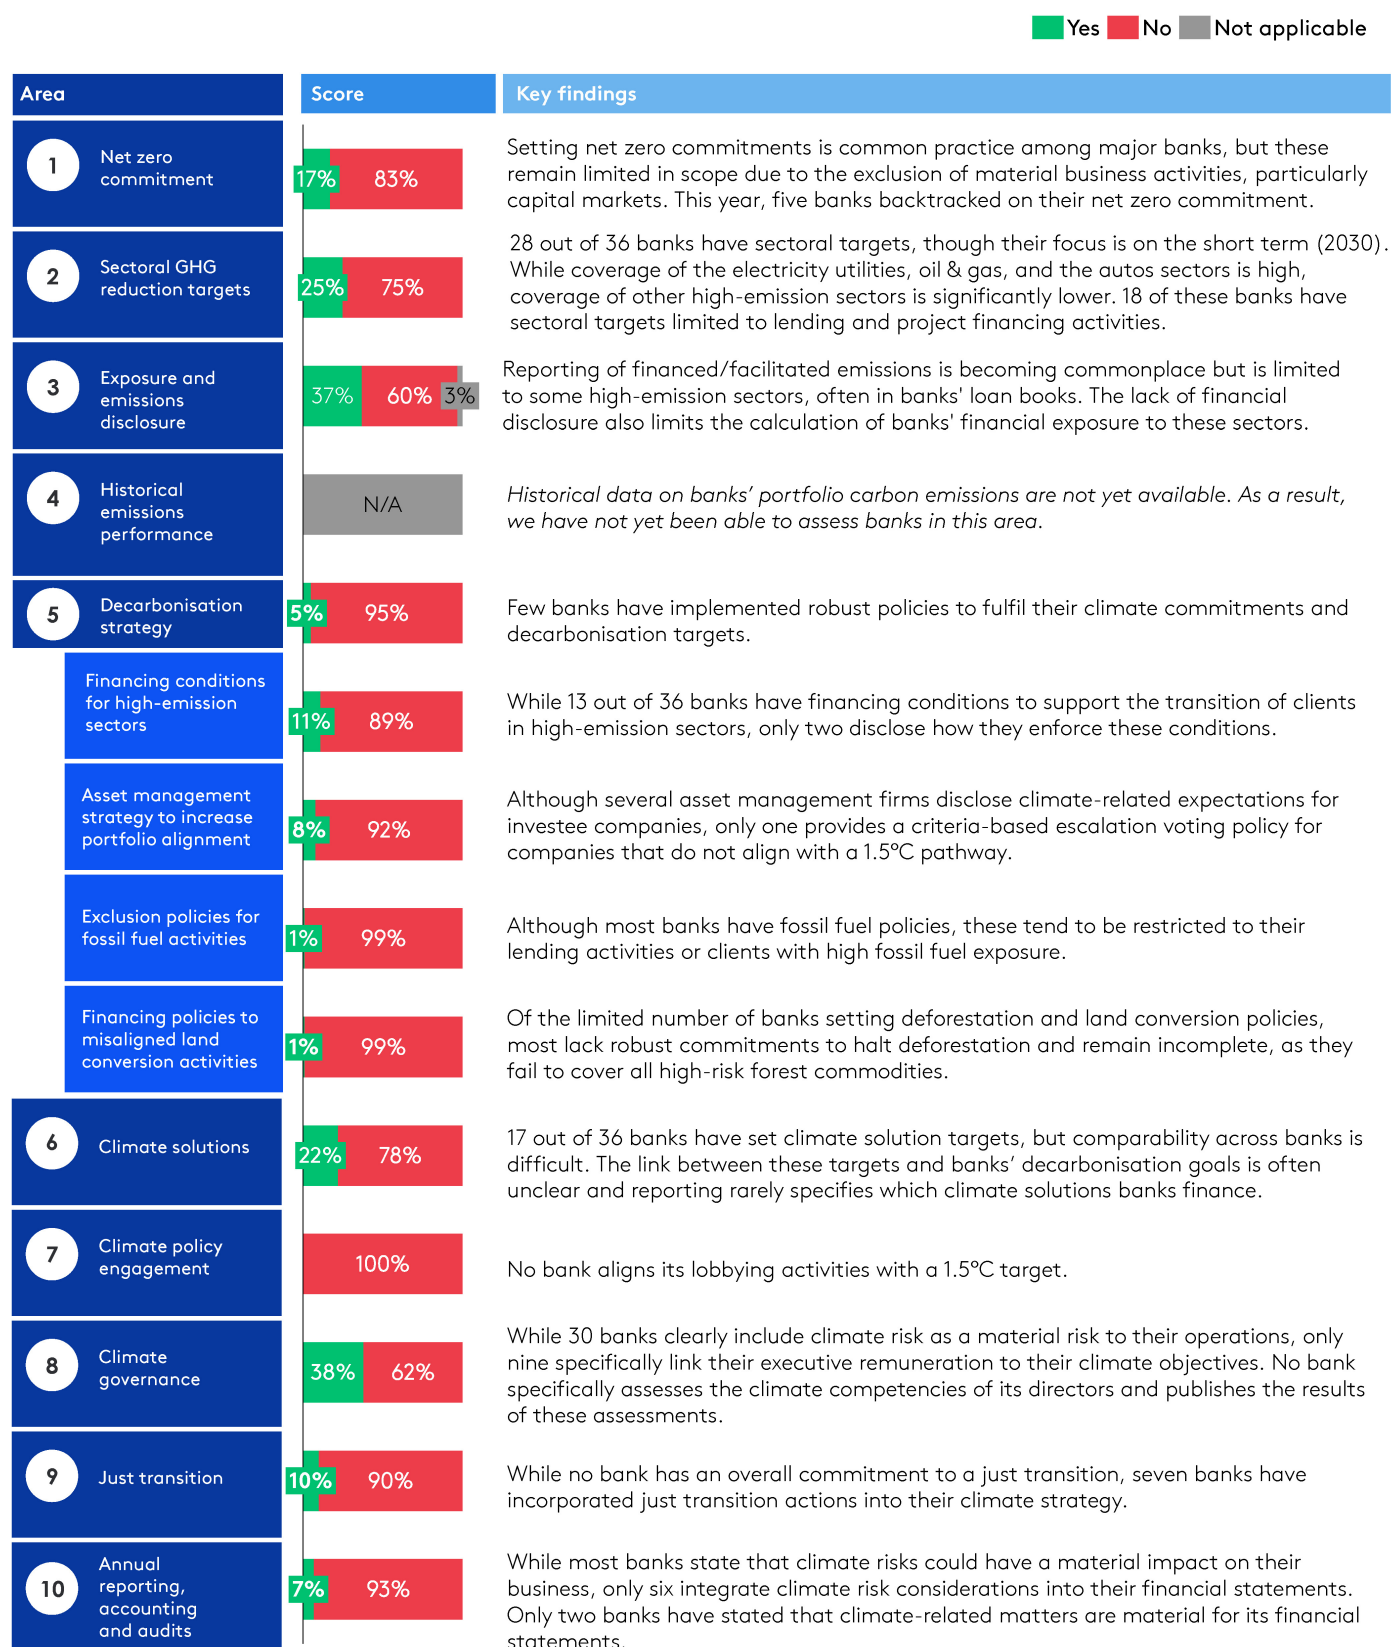 Yes No Not applicable
Area Score Key findings
1
Net zero
commitment
17% 83%
Setting net zero commitments is common practice among major banks, but these
remain limited in scope due to the exclusion of material business activities, particularly
capital markets. This year, five banks backtracked on their net zero commitment.
2
Sectoral GHG
reduction targets
25% 75%
28 out of 36 banks have sectoral targets, though their focus is on the short term (2030).
While coverage of the electricity utilities, oil & gas, and the autos sectors is high,
coverage of other high-emission sectors is significantly lower. 18 of these banks have
sectoral targets limited to lending and project financing activities.
3
Exposure and
emissions
disclosure
37% 60% 3%
Reporting of financed/facilitated emissions is becoming commonplace but is limited
to some high-emission sectors, often in banks' loan books. The lack of financial
disclosure also limits the calculation of banks' financial exposure to these sectors.
4
Historical
emissions
performance
N/A
Historical data on banks’ portfolio carbon emissions are not yet available. As a result,
we have not yet been able to assess banks in this area.
5
Decarbonisation
strategy
5% 95%
Few banks have implemented robust policies to fulfil their climate commitments and
decarbonisation targets.
Financing conditions
for high-emission
sectors
11% 89%
While 13 out of 36 banks have financing conditions to support the transition of clients
in high-emission sectors, only two disclose how they enforce these conditions.
Asset management
strategy to increase
portfolio alignment
8% 92%
Although several asset management firms disclose climate-related expectations for
investee companies, only one provides a criteria-based escalation voting policy for
companies that do not align with a 1.5°C pathway.
Exclusion policies for
fossil fuel activities
1% 99%
Although most banks have fossil fuel policies, these tend to be restricted to their
lending activities or clients with high fossil fuel exposure.
Financing policies to
misaligned land
conversion activities
1% 99%
Of the limited number of banks setting deforestation and land conversion policies,
most lack robust commitments to halt deforestation and remain incomplete, as they
fail to cover all high-risk forest commodities.
6
Climate solutions
22% 78%
17 out of 36 banks have set climate solution targets, but comparability across banks is
difficult. The link between these targets and banks’ decarbonisation goals is often
unclear and reporting rarely specifies which climate solutions banks finance.
7
Climate policy
engagement
100%
No bank aligns its lobbying activities with a 1.5°C target.
8
Climate
governance
38% 62%
While 30 banks clearly include climate risk as a material risk to their operations, only
nine specifically link their executive remuneration to their climate objectives. No bank
specifically assesses the climate competencies of its directors and publishes the results
of these assessments.
9
Just transition
10% 90%
While no bank has an overall commitment to a just transition, seven banks have
incorporated just transition actions into their climate strategy.
10
Annual
reporting,
accounting
and audits
7% 93%
While most banks state that climate risks could have a material impact on their
business, only six integrate climate risk considerations into their financial statements.
Only two banks have stated that climate-related matters are material for its financial
statements.